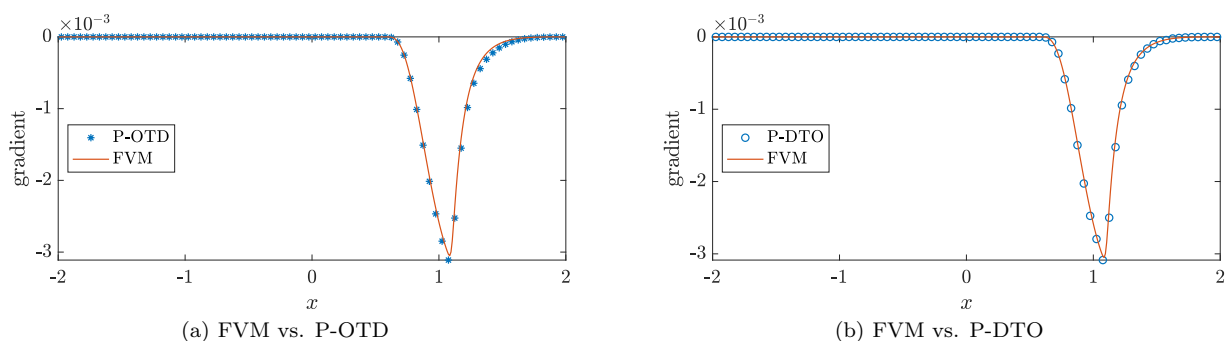 ×10⁻³
0
-1
-2
-3
gradient
P-OTD
FVM
-2 -1 0 1 2
x
(a) FVM vs. P-OTD
×10⁻³
0
-1
-2
-3
gradient
P-DTO
FVM
-2 -1 0 1 2
x
(b) FVM vs. P-DTO